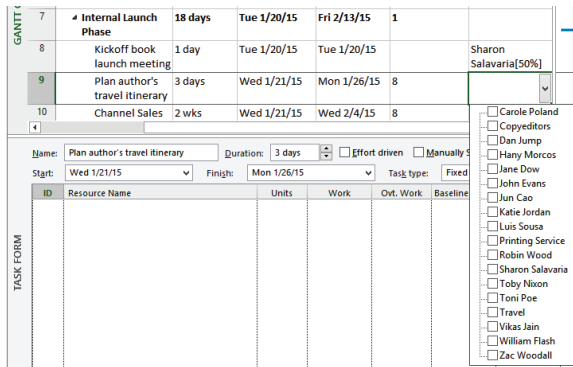 GANTT C
7 Internal Launch 18 days Tue 1/20/15 Fri 2/13/15 1
Phase
8 Kickoff book 1 day Tue 1/20/15 Tue 1/20/15 Sharon
launch meeting Salavaria[50%]
9 Plan author's 3 days Wed 1/21/15 Mon 1/26/15 8
travel itinerary
10 Channel Sales 2 wks Wed 1/21/15 Wed 2/4/15 8
Carole Poland
Copyeditors
Dan Jump
Hany Morcos
Jane Dow
John Evans
Jun Cao
Katie Jordan
Luis Sousa
Printing Service
Robin Wood
Sharon Salavaria
Toby Nixon
Toni Poe
Travel
Vikas Jain
William Flash
Zac Woodall
TASK FORM
Name: Plan author's travel itinerary Duration: 3 days Effort driven Manually S
Start: Wed 1/21/15 Finish: Mon 1/26/15 Task type: Fixed
ID Resource Name Units Work Ovt. Work Baseline